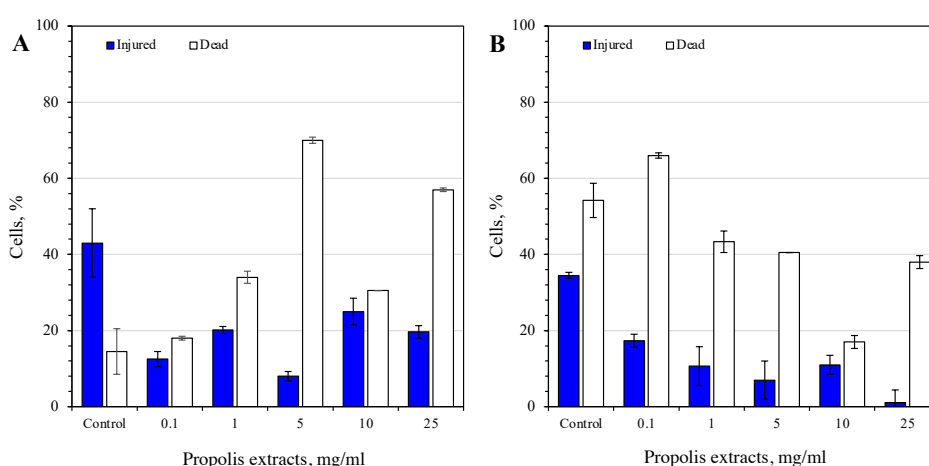 A
Injured
Dead
100
80
60
40
20
0
Cells, %
Control
0.1
1
5
10
25
Propolis extracts, mg/ml
B
Injured
Dead
100
80
60
40
20
0
Cells, %
Control
0.1
1
5
10
25
Propolis extracts, mg/ml